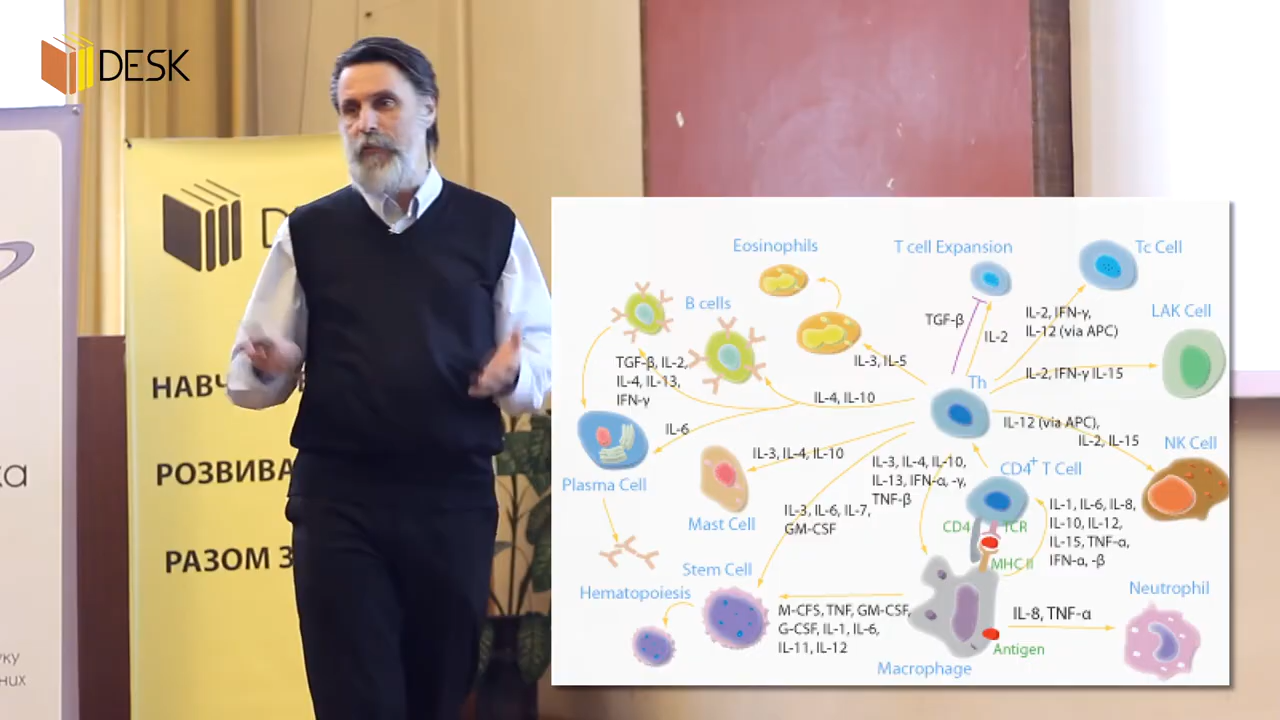 DESK
НАВЧ
РОЗВИВА
РАЗОМ З
ка
уку
них
Eosinophils
T cell Expansion
Tc Cell
B cells
LAK Cell
TGF-β
IL-2
IL-2, IFN-γ,
IL-12 (via APC)
IL-3, IL-5
TGF-β, IL-2,
IL-4, IL-13,
IFN-γ
Th
IL-2, IFN-γ IL-15
IL-4, IL-10
IL-6
IL-12 (via APC),
IL-2, IL-15
NK Cell
IL-3, IL-4, IL-10
IL-3, IL-4, IL-10,
IL-13, IFN-α, -γ,
TNF-β
CD4+ T Cell
Plasma Cell
Mast Cell
IL-3, IL-6, IL-7,
GM-CSF
CD4
TCR
MHC II
IL-1, IL-6, IL-8,
IL-10, IL-12,
IL-15, TNF-α,
IFN-α, -β
Stem Cell
Hematopoiesis
Neutrophil
M-CFS, TNF, GM-CSF,
G-CSF, IL-1, IL-6,
IL-11, IL-12
IL-8, TNF-α
Antigen
Macrophage